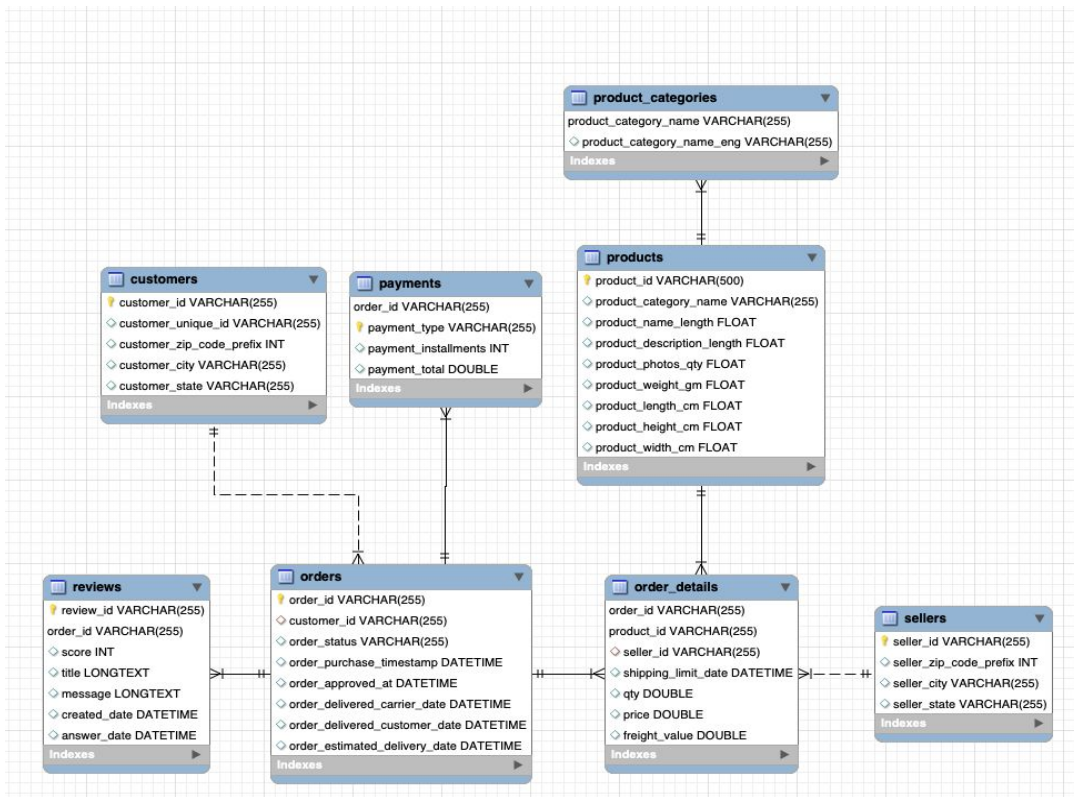 product_categories
product_category_name VARCHAR(255)
product_category_name_eng VARCHAR(255)
Indexes
customers
customer_id VARCHAR(255)
customer_unique_id VARCHAR(255)
customer_zip_code_prefix INT
customer_city VARCHAR(255)
customer_state VARCHAR(255)
Indexes
payments
order_id VARCHAR(255)
payment_type VARCHAR(255)
payment_installments INT
payment_total DOUBLE
Indexes
products
product_id VARCHAR(500)
product_category_name VARCHAR(255)
product_name_length FLOAT
product_description_length FLOAT
product_photos_qty FLOAT
product_weight_gm FLOAT
product_length_cm FLOAT
product_height_cm FLOAT
product_width_cm FLOAT
Indexes
reviews
review_id VARCHAR(255)
order_id VARCHAR(255)
score INT
title LONGTEXT
message LONGTEXT
created_date DATETIME
answer_date DATETIME
Indexes
orders
order_id VARCHAR(255)
customer_id VARCHAR(255)
order_status VARCHAR(255)
order_purchase_timestamp DATETIME
order_approved_at DATETIME
order_delivered_carrier_date DATETIME
order_delivered_customer_date DATETIME
order_estimated_delivery_date DATETIME
Indexes
order_details
order_id VARCHAR(255)
product_id VARCHAR(255)
seller_id VARCHAR(255)
shipping_limit_date DATETIME
qty DOUBLE
price DOUBLE
freight_value DOUBLE
Indexes
sellers
seller_id VARCHAR(255)
seller_zip_code_prefix INT
seller_city VARCHAR(255)
seller_state VARCHAR(255)
Indexes